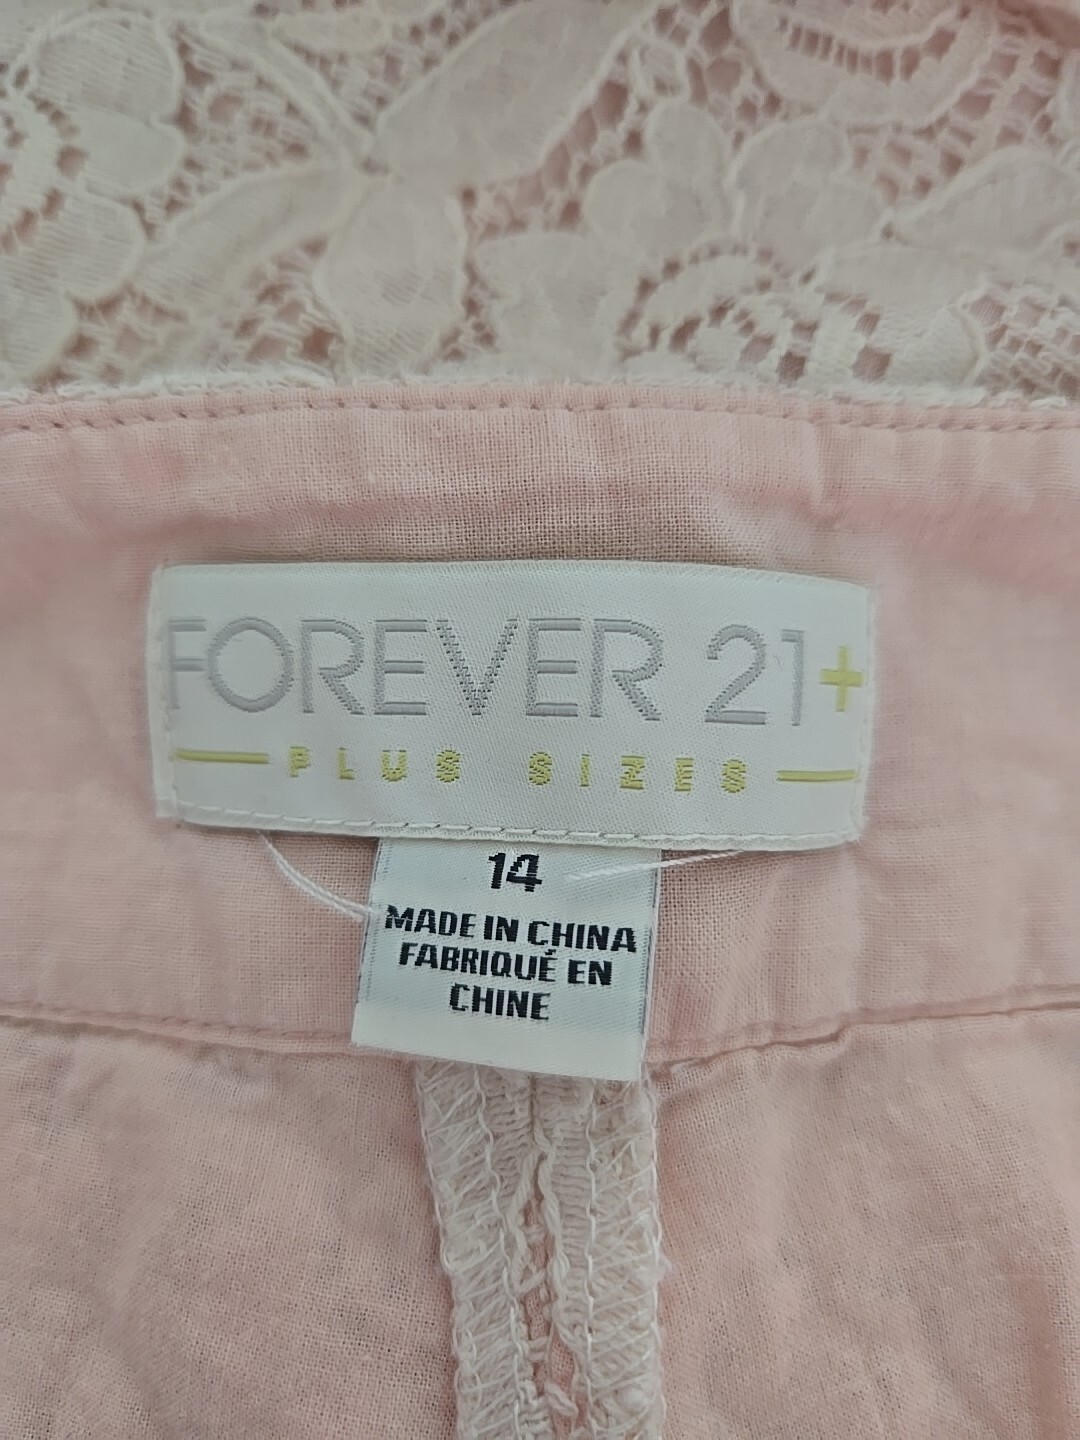 FOREVER 21+
PLUS SIZES
14
MADE IN CHINA
FABRIQUÉ EN
CHINE